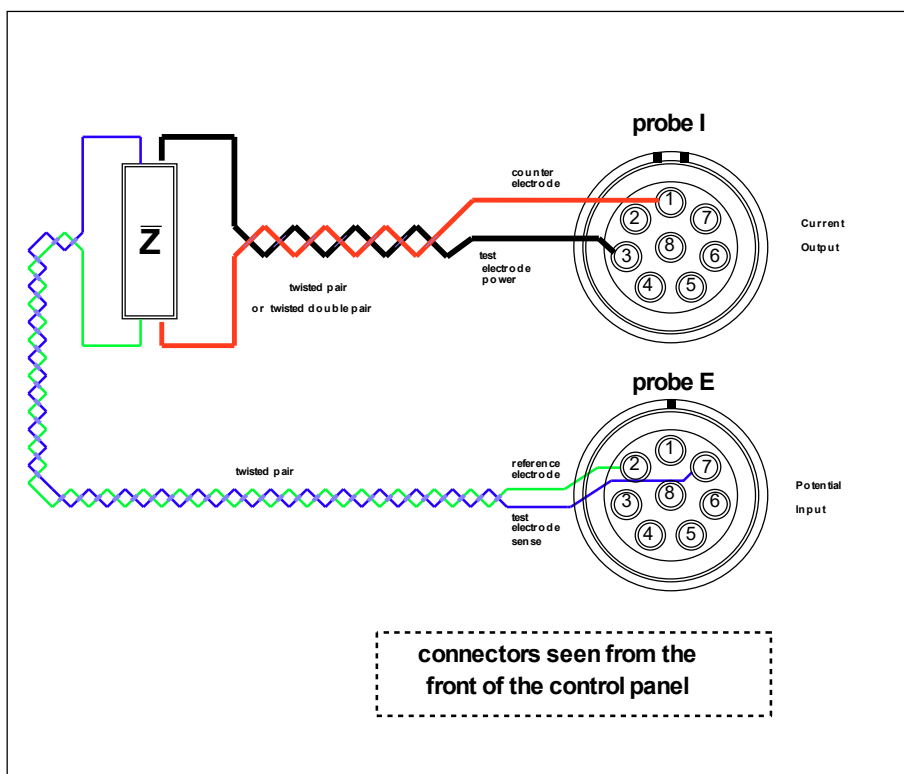 probe I
counter
electrode
1
2
7
8
3
6
4
5
Current
Output
Z
test
electrode
power
twisted pair
or twisted double pair
probe E
reference
electrode
1
2
7
8
3
6
4
5
Potential
Input
twisted pair
test
electrode
sense
connectors seen from the
front of the control panel